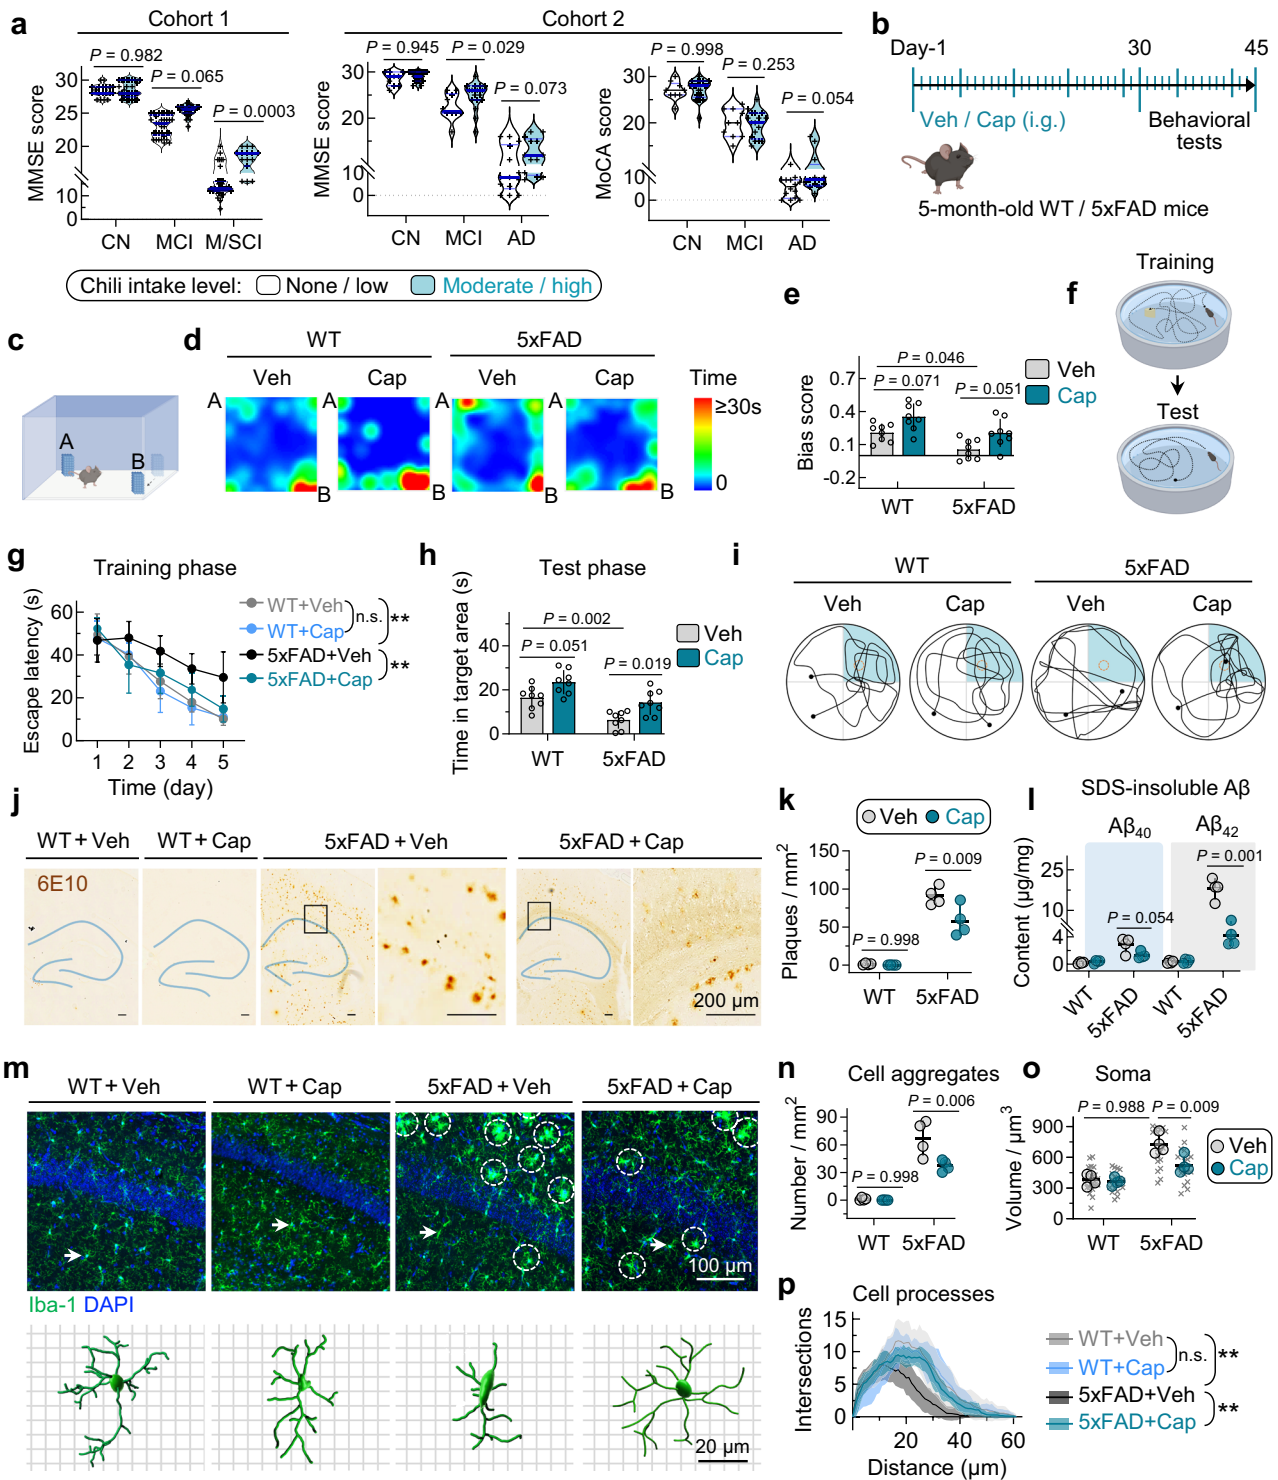 a
Cohort 1
Cohort 2
P = 0.982
P = 0.065
P = 0.0003
MMSE score
30
25
20
10
0
CN MCI M/SCI
P = 0.945 P = 0.029
P = 0.073
MMSE score
30
20
10
0
CN MCI AD
P = 0.998
P = 0.253
P = 0.054
MoCA score
30
20
10
0
CN MCI AD
Chili intake level: None / low Moderate / high
b
Day-1 30 45
Veh / Cap (i.g.)
Behavioral
tests
5-month-old WT / 5xFAD mice
c
A
B
d
WT 5xFAD
Veh Cap Veh Cap
A A A A
B B B B
Time
≥30s
0
e
P = 0.046
P = 0.071
P = 0.051
Veh
Cap
Bias score
0.7
0.4
0.1
-0.2
WT 5xFAD
f
Training
Test
g
Training phase
Escape latency (s)
60
40
20
0
1 2 3 4 5
Time (day)
WT+Veh
WT+Cap
5xFAD+Veh
5xFAD+Cap
n.s.
**
**
h
Test phase
Time in target area (s)
P = 0.002
P = 0.051
P = 0.019
Veh
Cap
40
20
0
WT 5xFAD
i
WT 5xFAD
Veh Cap Veh Cap
j
WT + Veh WT + Cap 5xFAD + Veh 5xFAD + Cap
6E10
200 µm
k
Veh Cap
Plaques / mm²
150
100
50
0
P = 0.009
P = 0.998
WT 5xFAD
l
SDS-insoluble Aβ
Aβ40 Aβ42
P = 0.001
P = 0.054
Content (µg/mg)
25
10
4
0
WT 5xFAD WT 5xFAD
m
WT + Veh WT + Cap 5xFAD + Veh 5xFAD + Cap
100 µm
Iba-1 DAPI
20 µm
n
Cell aggregates
P = 0.006
P = 0.998
Number / mm²
90
60
30
0
WT 5xFAD
o
Soma
P = 0.988 P = 0.009
Volume / µm³
900
600
300
0
WT 5xFAD
Veh
Cap
p
Cell processes
Intersections
15
10
5
0
20 40 60
Distance (µm)
WT+Veh
WT+Cap
5xFAD+Veh
5xFAD+Cap
n.s.
**
**